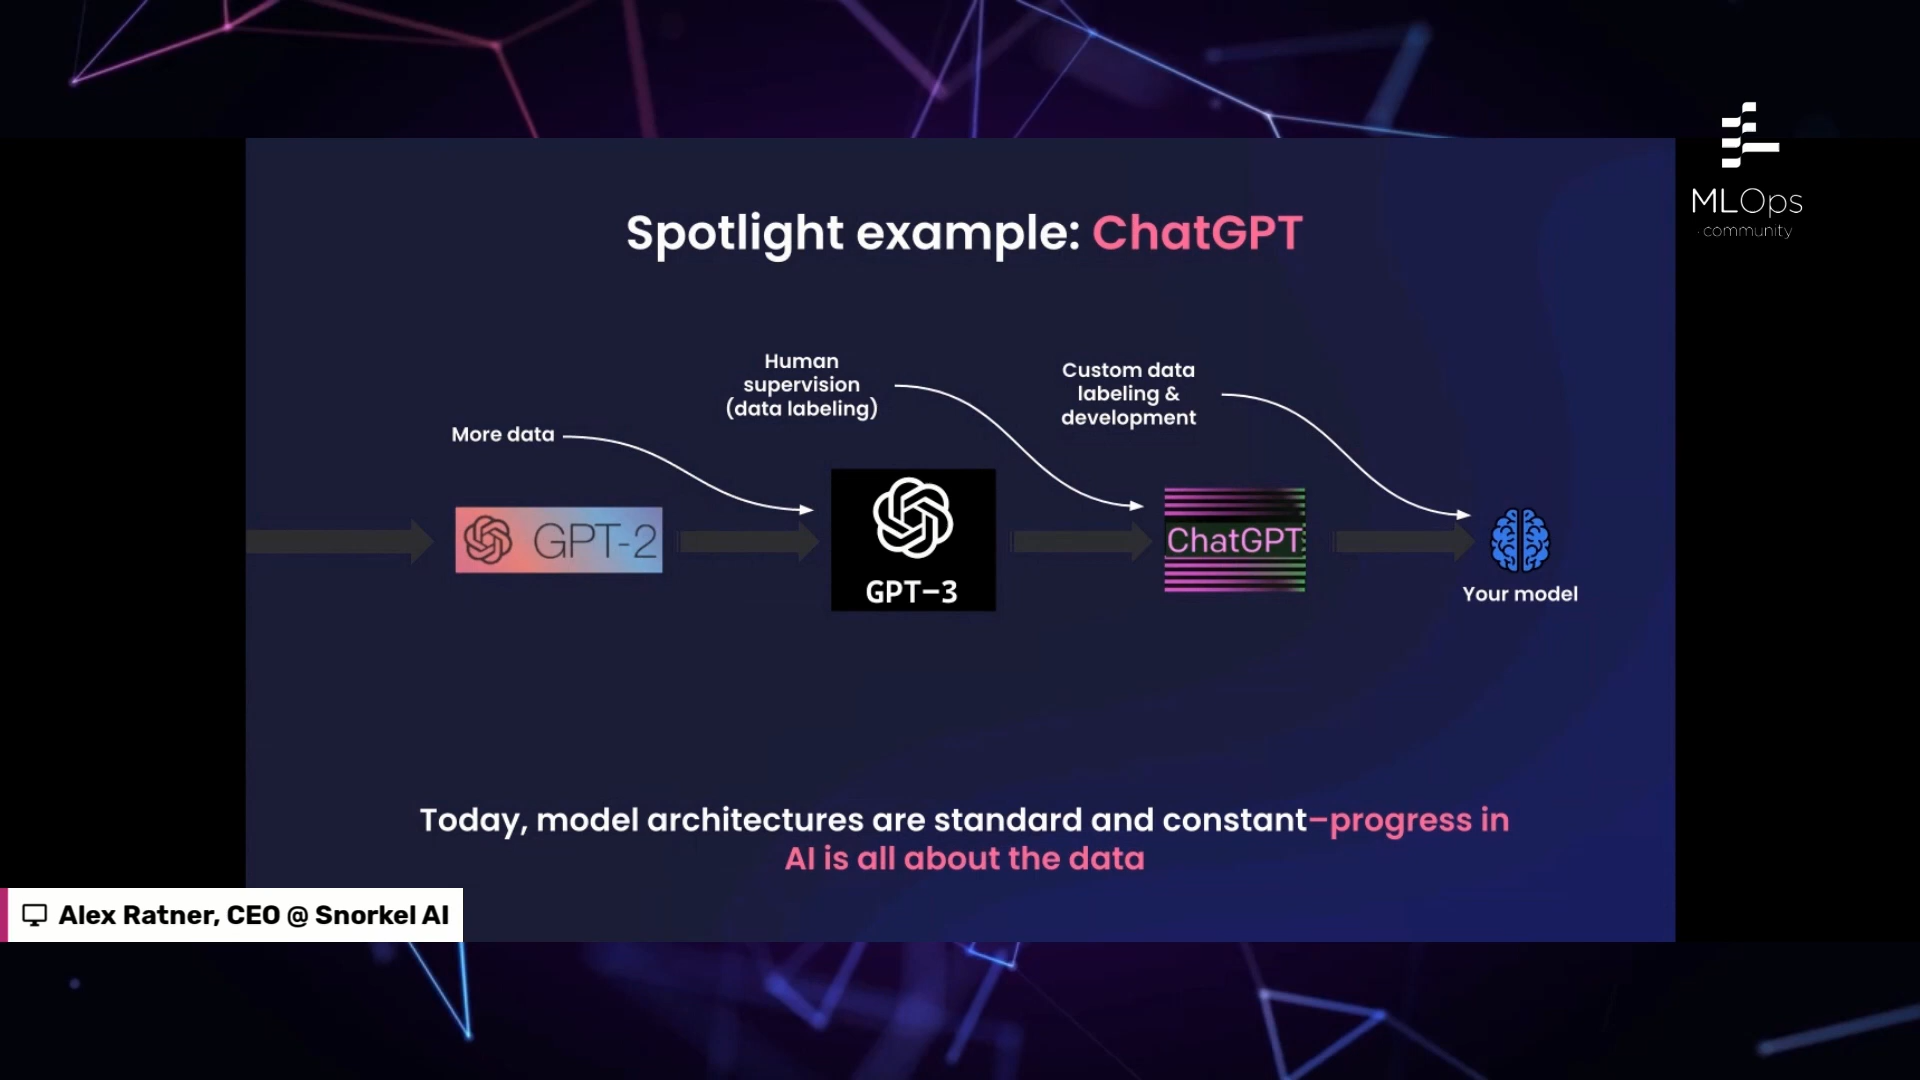 MLOps
community
Spotlight example: ChatGPT
Human
supervision
(data labeling)
Custom data
labeling &
development
More data
GPT-2
GPT-3
ChatGPT
Your model
Today, model architectures are standard and constant–progress in
AI is all about the data
Alex Ratner, CEO @ Snorkel AI